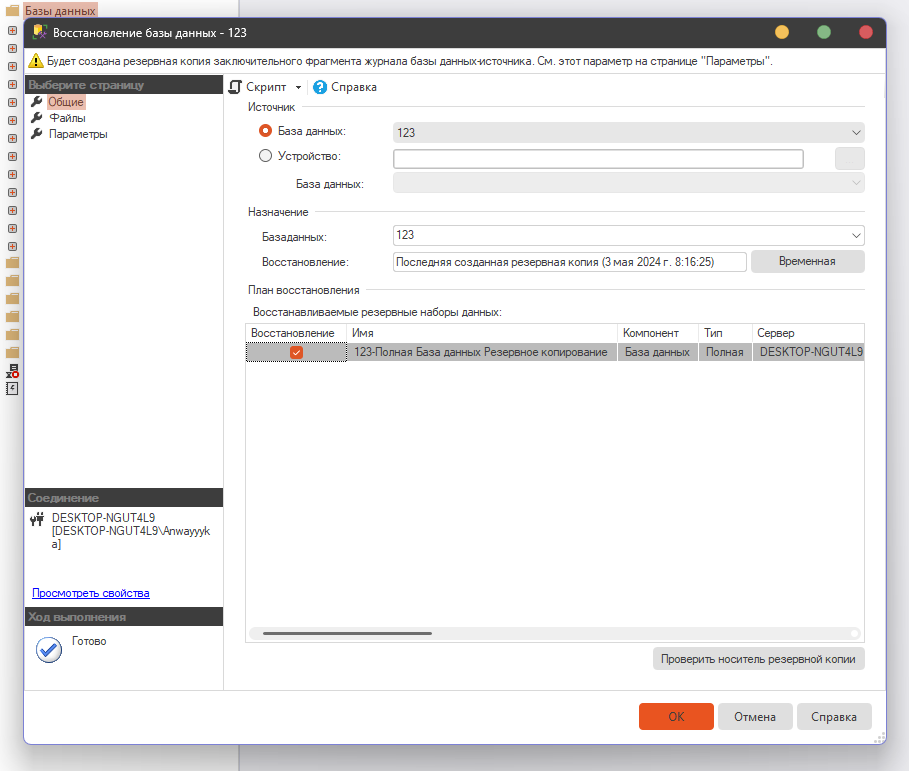 Базы данных
Восстановление базы данных - 123
Будет создана резервная копия заключительного фрагмента журнала базы данных-источника. См. этот параметр на странице "Параметры".
Выберите страницу
Общие
Файлы
Параметры
Скрипт
Справка
Источник
База данных:
123
Устройство:
База данных:
Назначение
Базаданных:
123
Восстановление:
Последняя созданная резервная копия (3 мая 2024 г. 8:16:25)
Временная
План восстановления
Восстанавливаемые резервные наборы данных:
Восстановление Имя Компонент Тип Сервер
123-Полная База данных Резервное копирование База данных Полная DESKTOP-NGUT4L9
Соединение
DESKTOP-NGUT4L9
[DESKTOP-NGUT4L9\Anwayyyk
a]
Просмотреть свойства
Ход выполнения
Готово
Проверить носитель резервной копии
ОК
Отмена
Справка